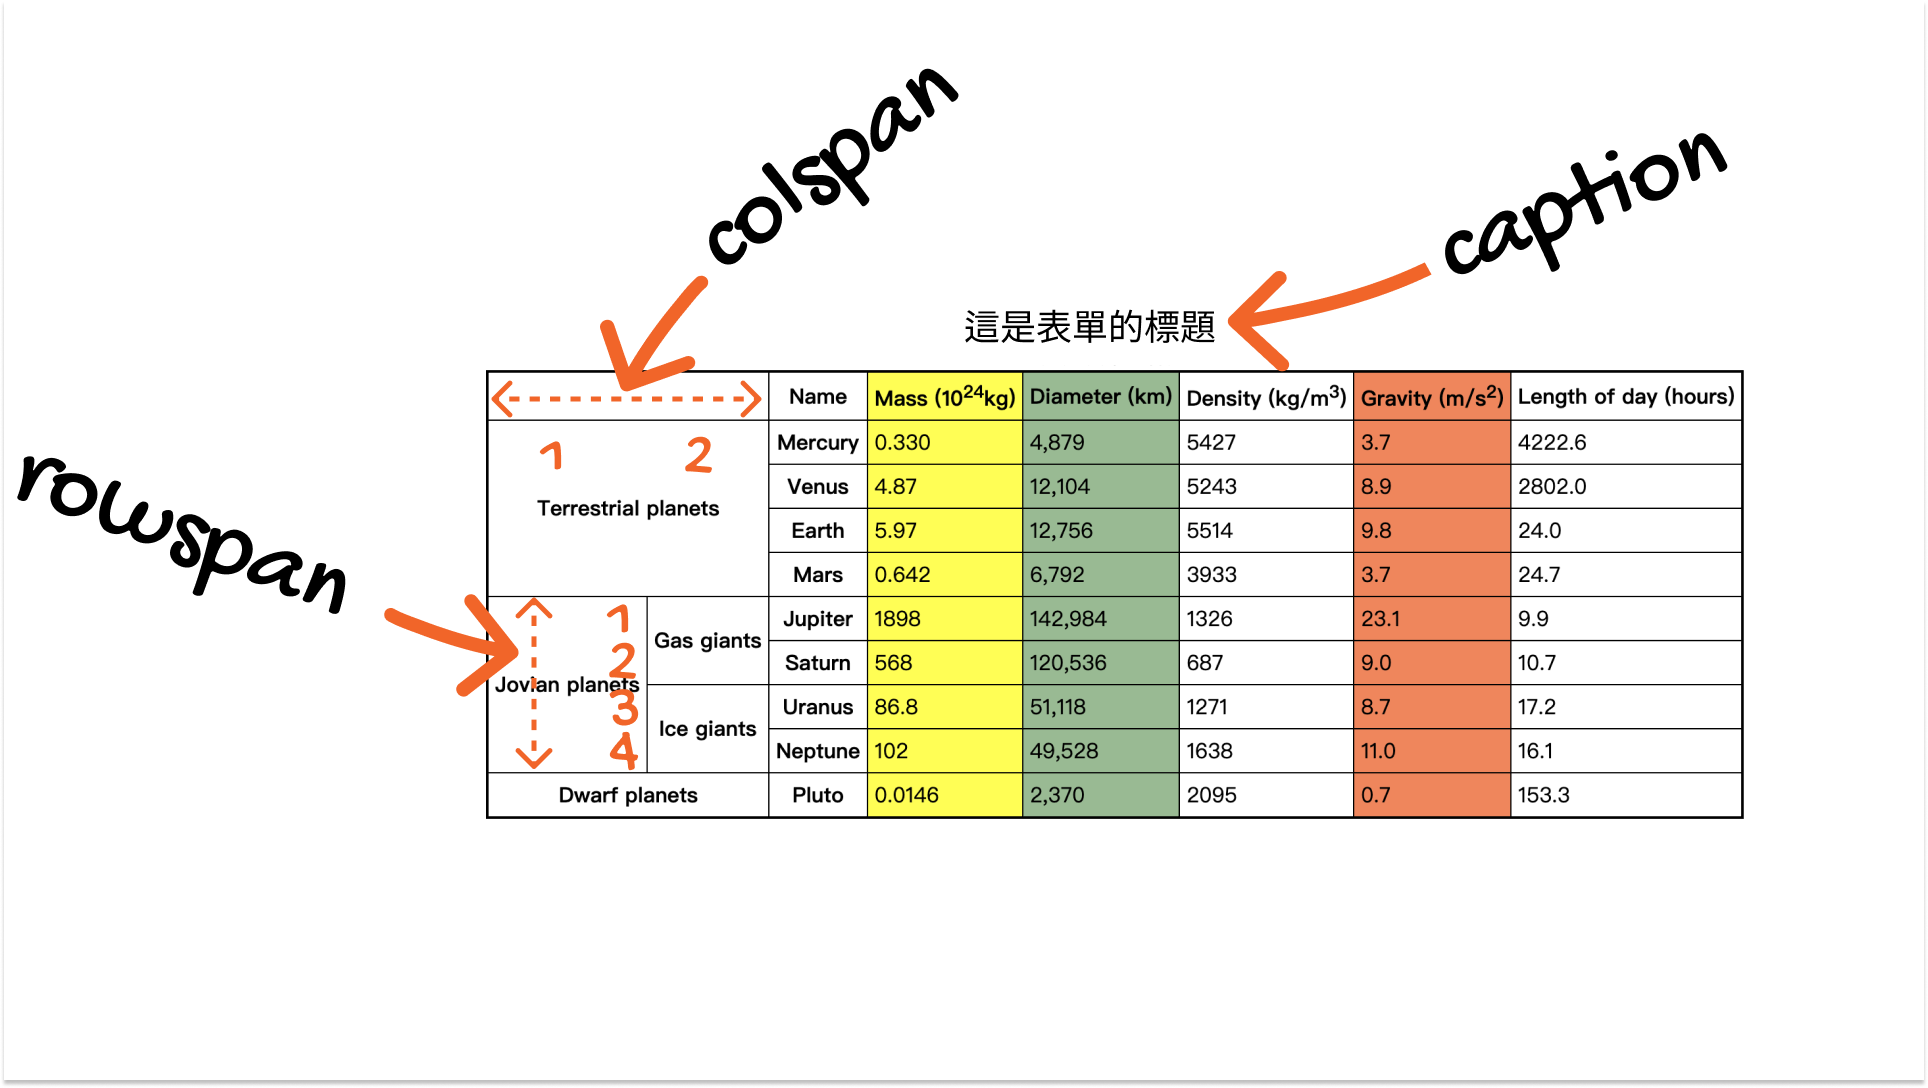 colspan
caption
這是表單的標題
Name Mass (10²⁴kg) Diameter (km) Density (kg/m³) Gravity (m/s²) Length of day (hours)
1 2
Terrestrial planets
Mercury 0.330 4,879 5427 3.7 4222.6
Venus 4.87 12,104 5243 8.9 2802.0
Earth 5.97 12,756 5514 9.8 24.0
Mars 0.642 6,792 3933 3.7 24.7
rowspan
1
2
3
4
Jovian planets
Gas giants
Jupiter 1898 142,984 1326 23.1 9.9
Saturn 568 120,536 687 9.0 10.7
Ice giants
Uranus 86.8 51,118 1271 8.7 17.2
Neptune 102 49,528 1638 11.0 16.1
Dwarf planets Pluto 0.0146 2,370 2095 0.7 153.3